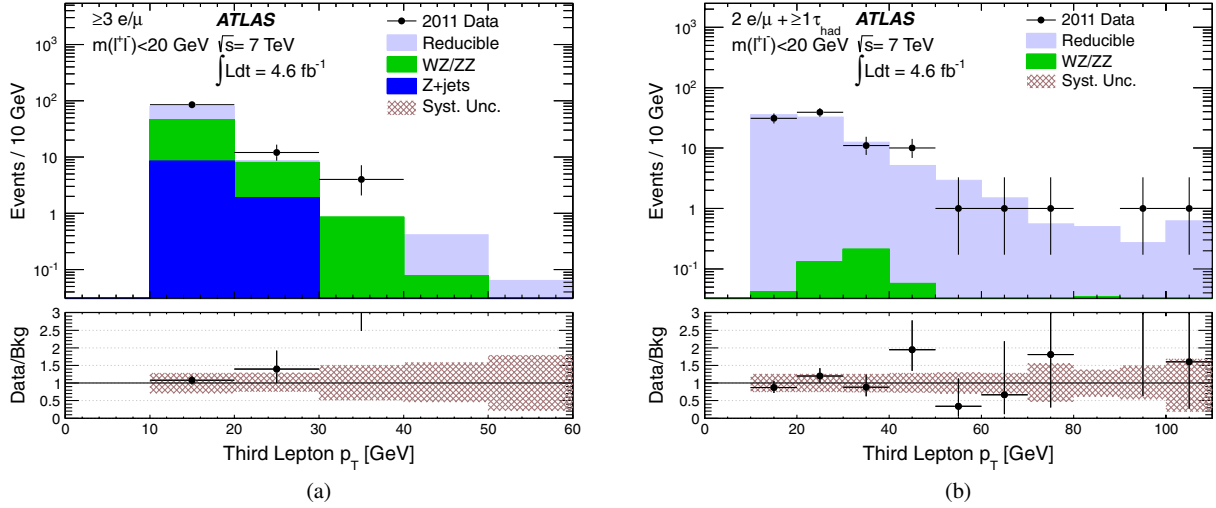 ≥3 e/μ ATLAS
m(l⁺l⁻)<20 GeV √s= 7 TeV
∫Ldt = 4.6 fb⁻¹
2011 Data
Reducible
WZ/ZZ
Z+jets
Syst. Unc.
Events / 10 GeV
10³
10²
10
1
10⁻¹
Data/Bkg
3
2.5
2
1.5
1
0.5
0
0 10 20 30 40 50 60
Third Lepton p_T [GeV]
(a)
2 e/μ + ≥1τ_had ATLAS
m(l⁺l⁻)<20 GeV √s= 7 TeV
∫Ldt = 4.6 fb⁻¹
2011 Data
Reducible
WZ/ZZ
Syst. Unc.
Events / 10 GeV
10³
10²
10
1
10⁻¹
Data/Bkg
3
2.5
2
1.5
1
0.5
0
0 20 40 60 80 100
Third Lepton p_T [GeV]
(b)